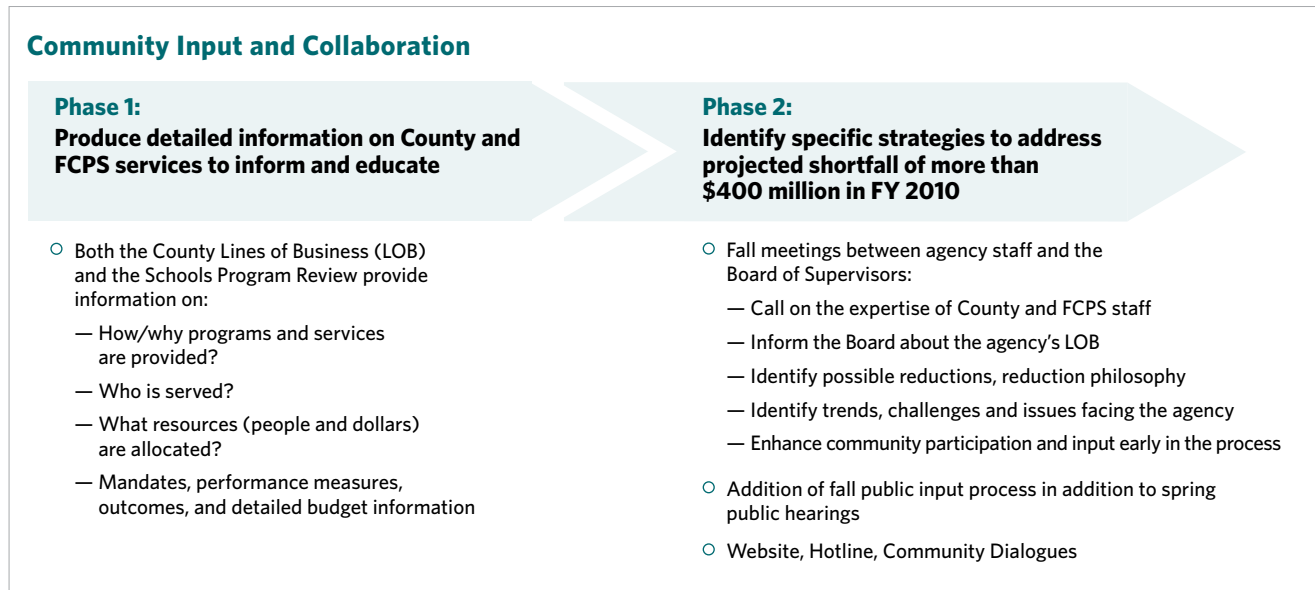 Community Input and Collaboration
Phase 1:
Produce detailed information on County and
FCPS services to inform and educate
○ Both the County Lines of Business (LOB)
and the Schools Program Review provide
information on:
— How/why programs and services
are provided?
— Who is served?
— What resources (people and dollars)
are allocated?
— Mandates, performance measures,
outcomes, and detailed budget information
Phase 2:
Identify specific strategies to address
projected shortfall of more than
$400 million in FY 2010
○ Fall meetings between agency staff and the
Board of Supervisors:
— Call on the expertise of County and FCPS staff
— Inform the Board about the agency’s LOB
— Identify possible reductions, reduction philosophy
— Identify trends, challenges and issues facing the agency
— Enhance community participation and input early in the process
○ Addition of fall public input process in addition to spring
public hearings
○ Website, Hotline, Community Dialogues